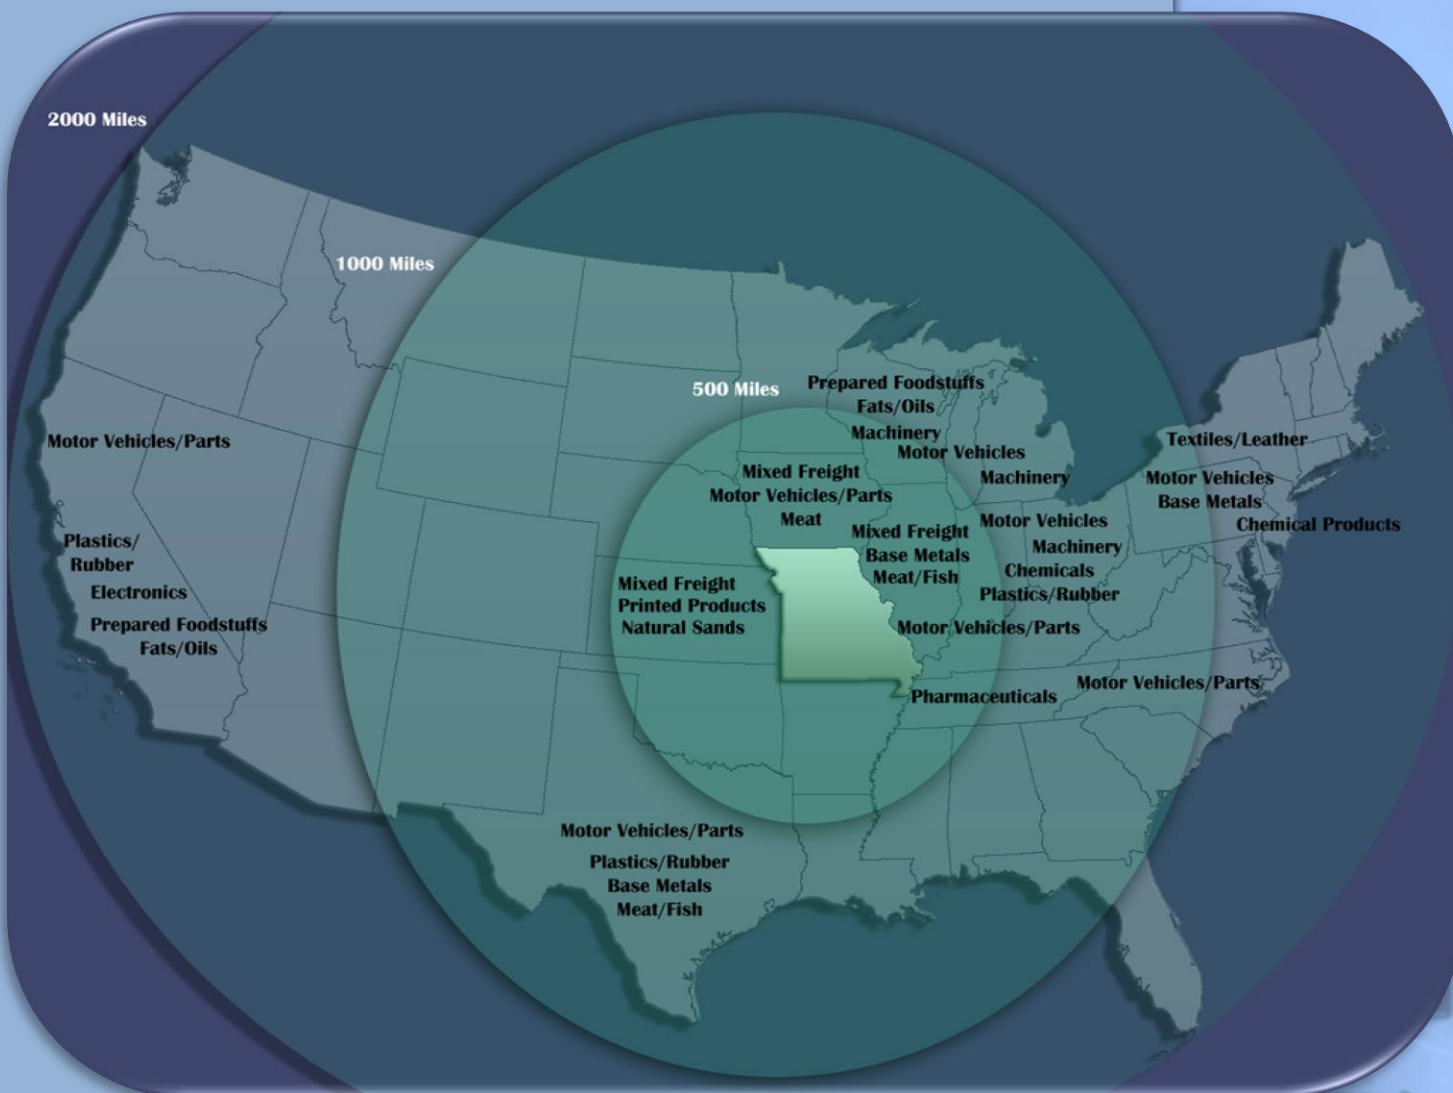 2000 Miles
1000 Miles
500 Miles
Prepared Foodstuffs
Fats/Oils
Machinery
Motor Vehicles
Machinery
Textiles/Leather
Motor Vehicles
Base Metals
Chemical Products
Motor Vehicles/Parts
Mixed Freight
Motor Vehicles/Parts
Meat
Mixed Freight
Base Metals
Meat/Fish
Motor Vehicles
Machinery
Chemicals
Plastics/Rubber
Plastics/
Rubber
Electronics
Prepared Foodstuffs
Fats/Oils
Mixed Freight
Printed Products
Natural Sands
Motor Vehicles/Parts
Pharmaceuticals
Motor Vehicles/Parts
Motor Vehicles/Parts
Plastics/Rubber
Base Metals
Meat/Fish